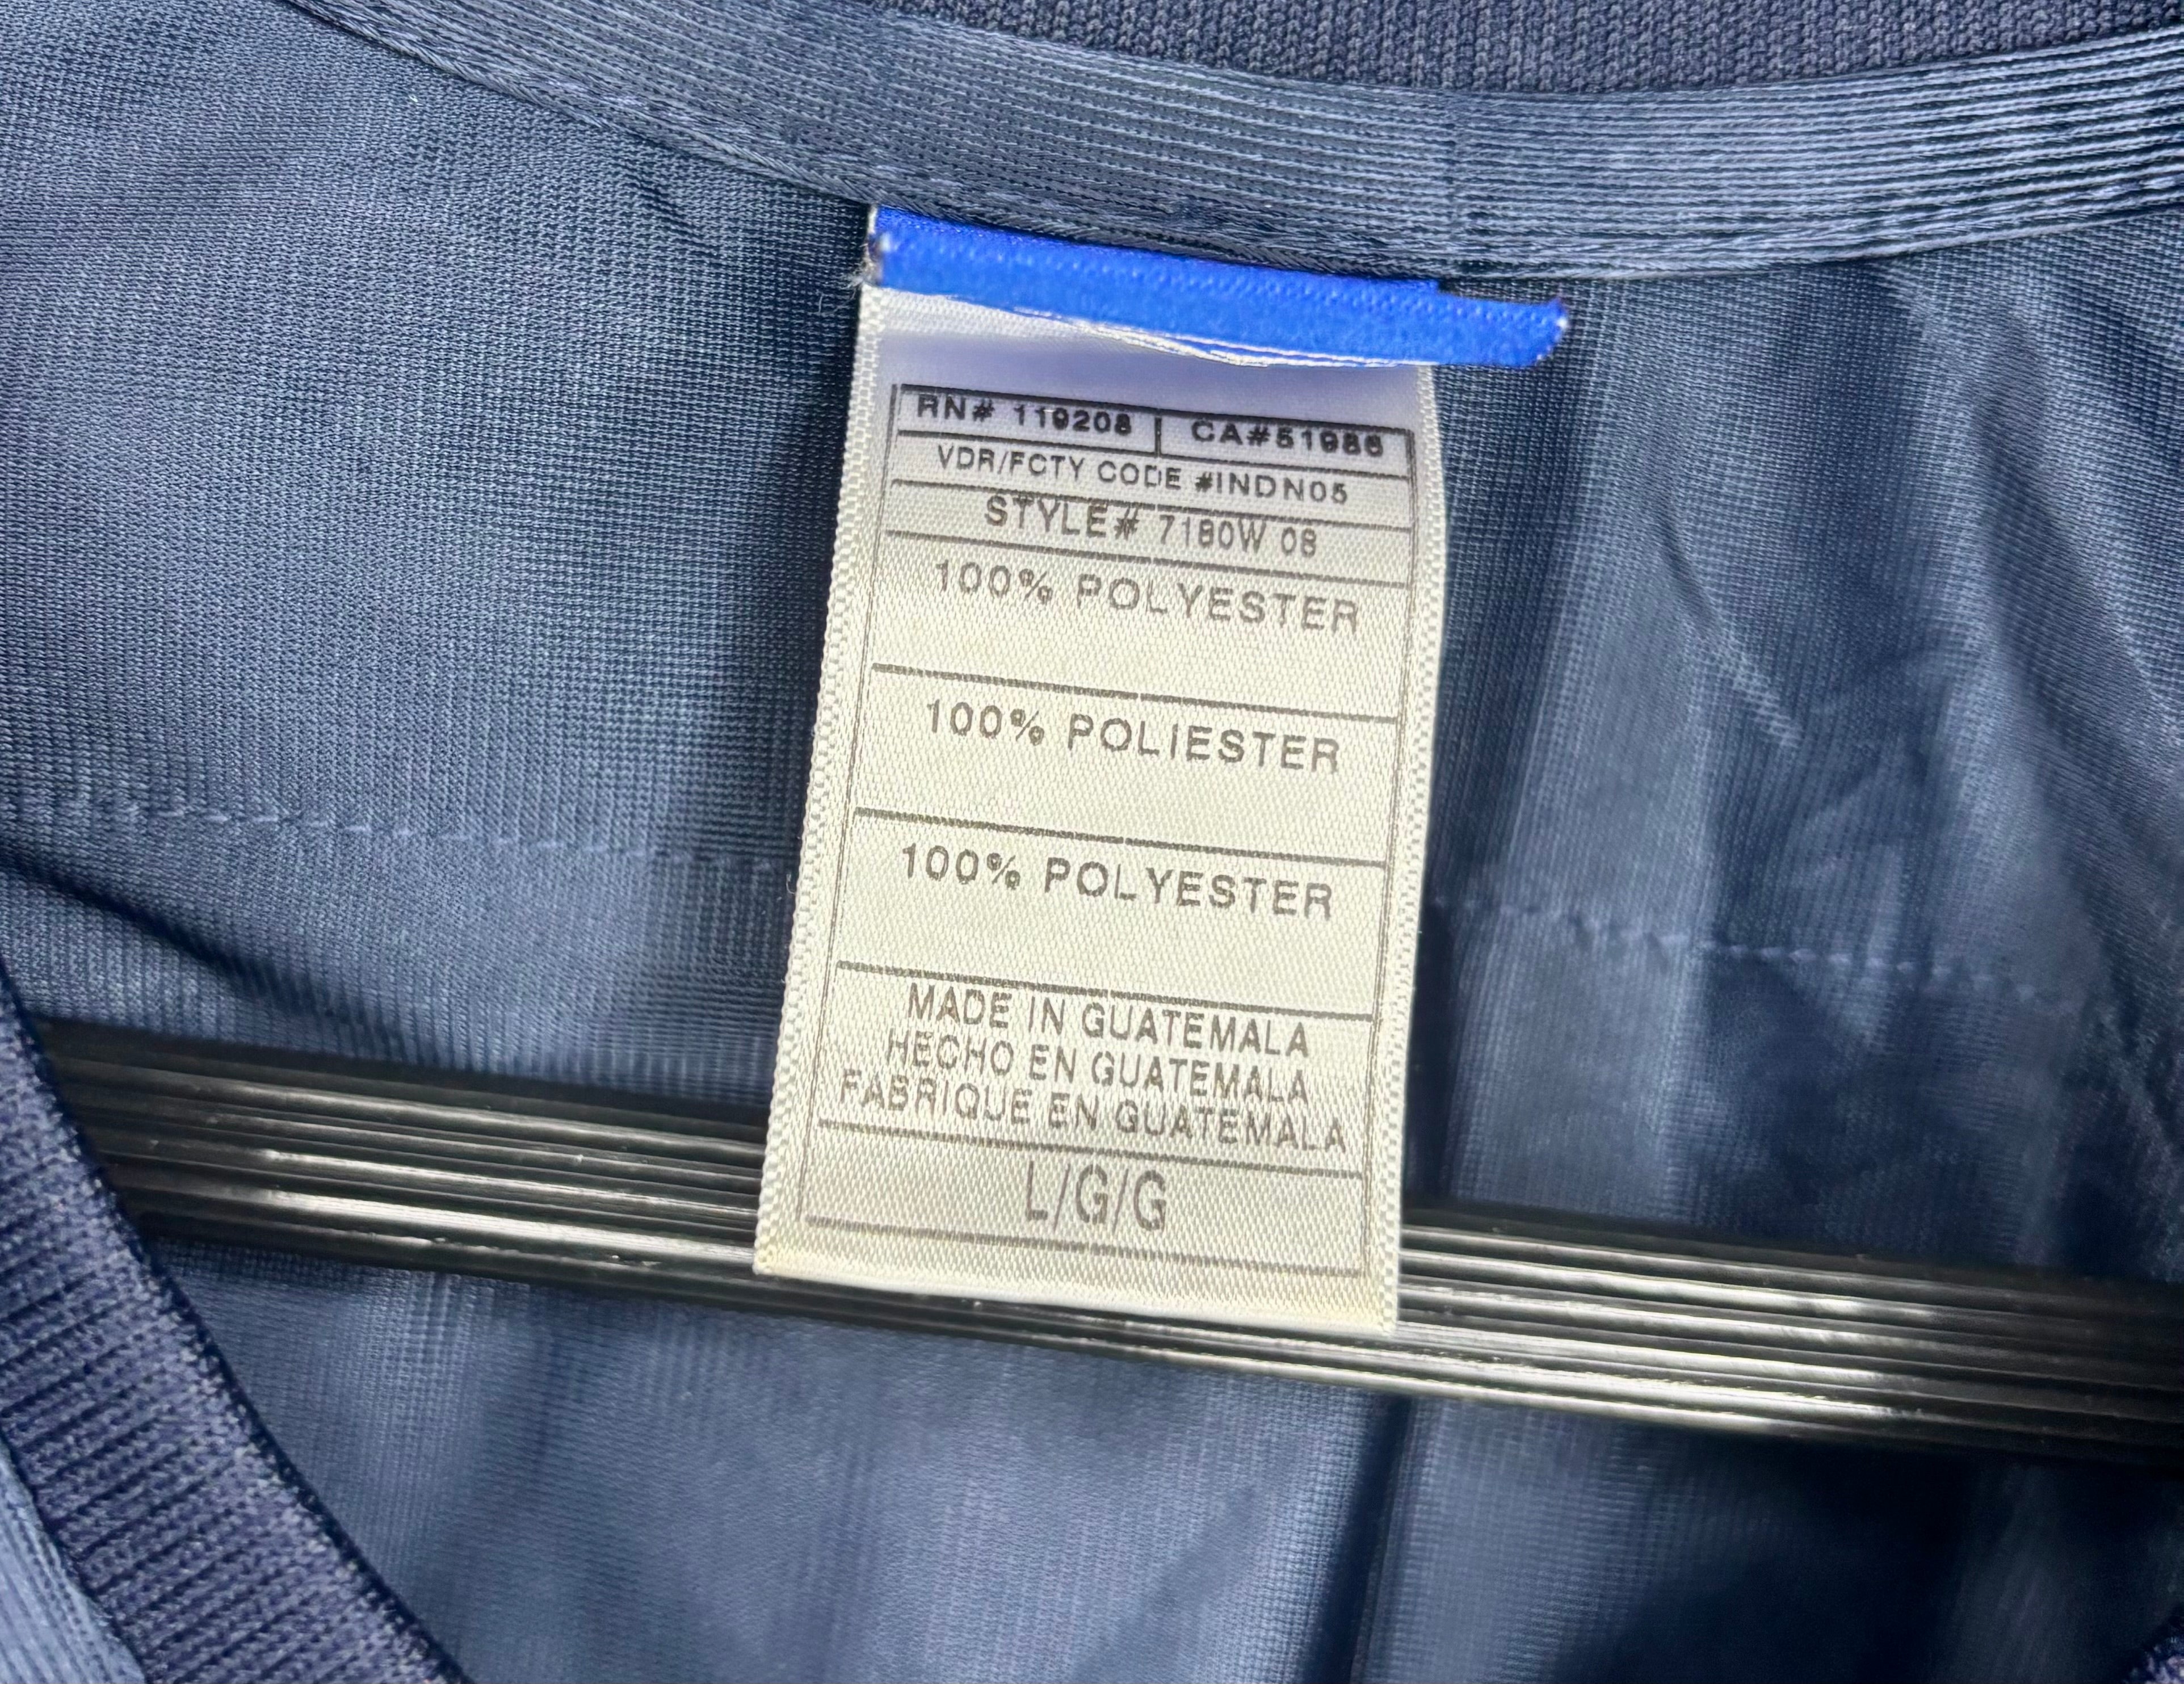 RN# 119208 CA#51986
VDR/FCTY CODE #INDN05
STYLE# 7180W 08
100% POLYESTER
100% POLIESTER
100% POLYESTER
MADE IN GUATEMALA
HECHO EN GUATEMALA
FABRIQUE EN GUATEMALA
L/G/G